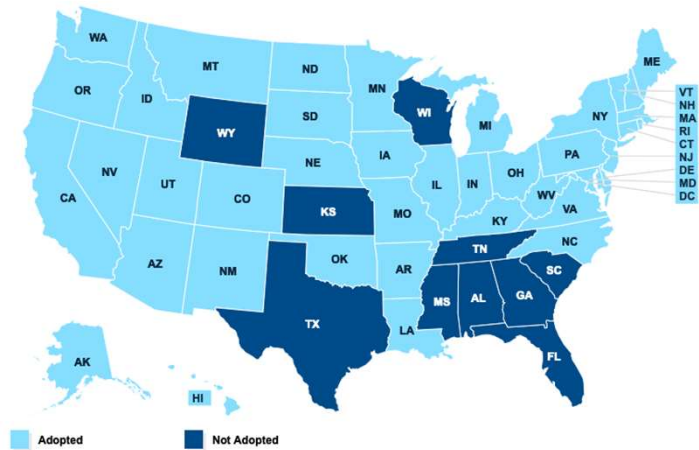 WA
MT
ND
MN
ME
OR
ID
SD
WI
MI
NY
VT
NH
MA
RI
CT
NJ
DE
MD
DC
WY
NE
IA
PA
NV
UT
CO
IL
IN
OH
WV
VA
CA
KS
MO
KY
NC
AZ
NM
OK
AR
TN
SC
TX
LA
MS
AL
GA
FL
AK
HI
Adopted
Not Adopted